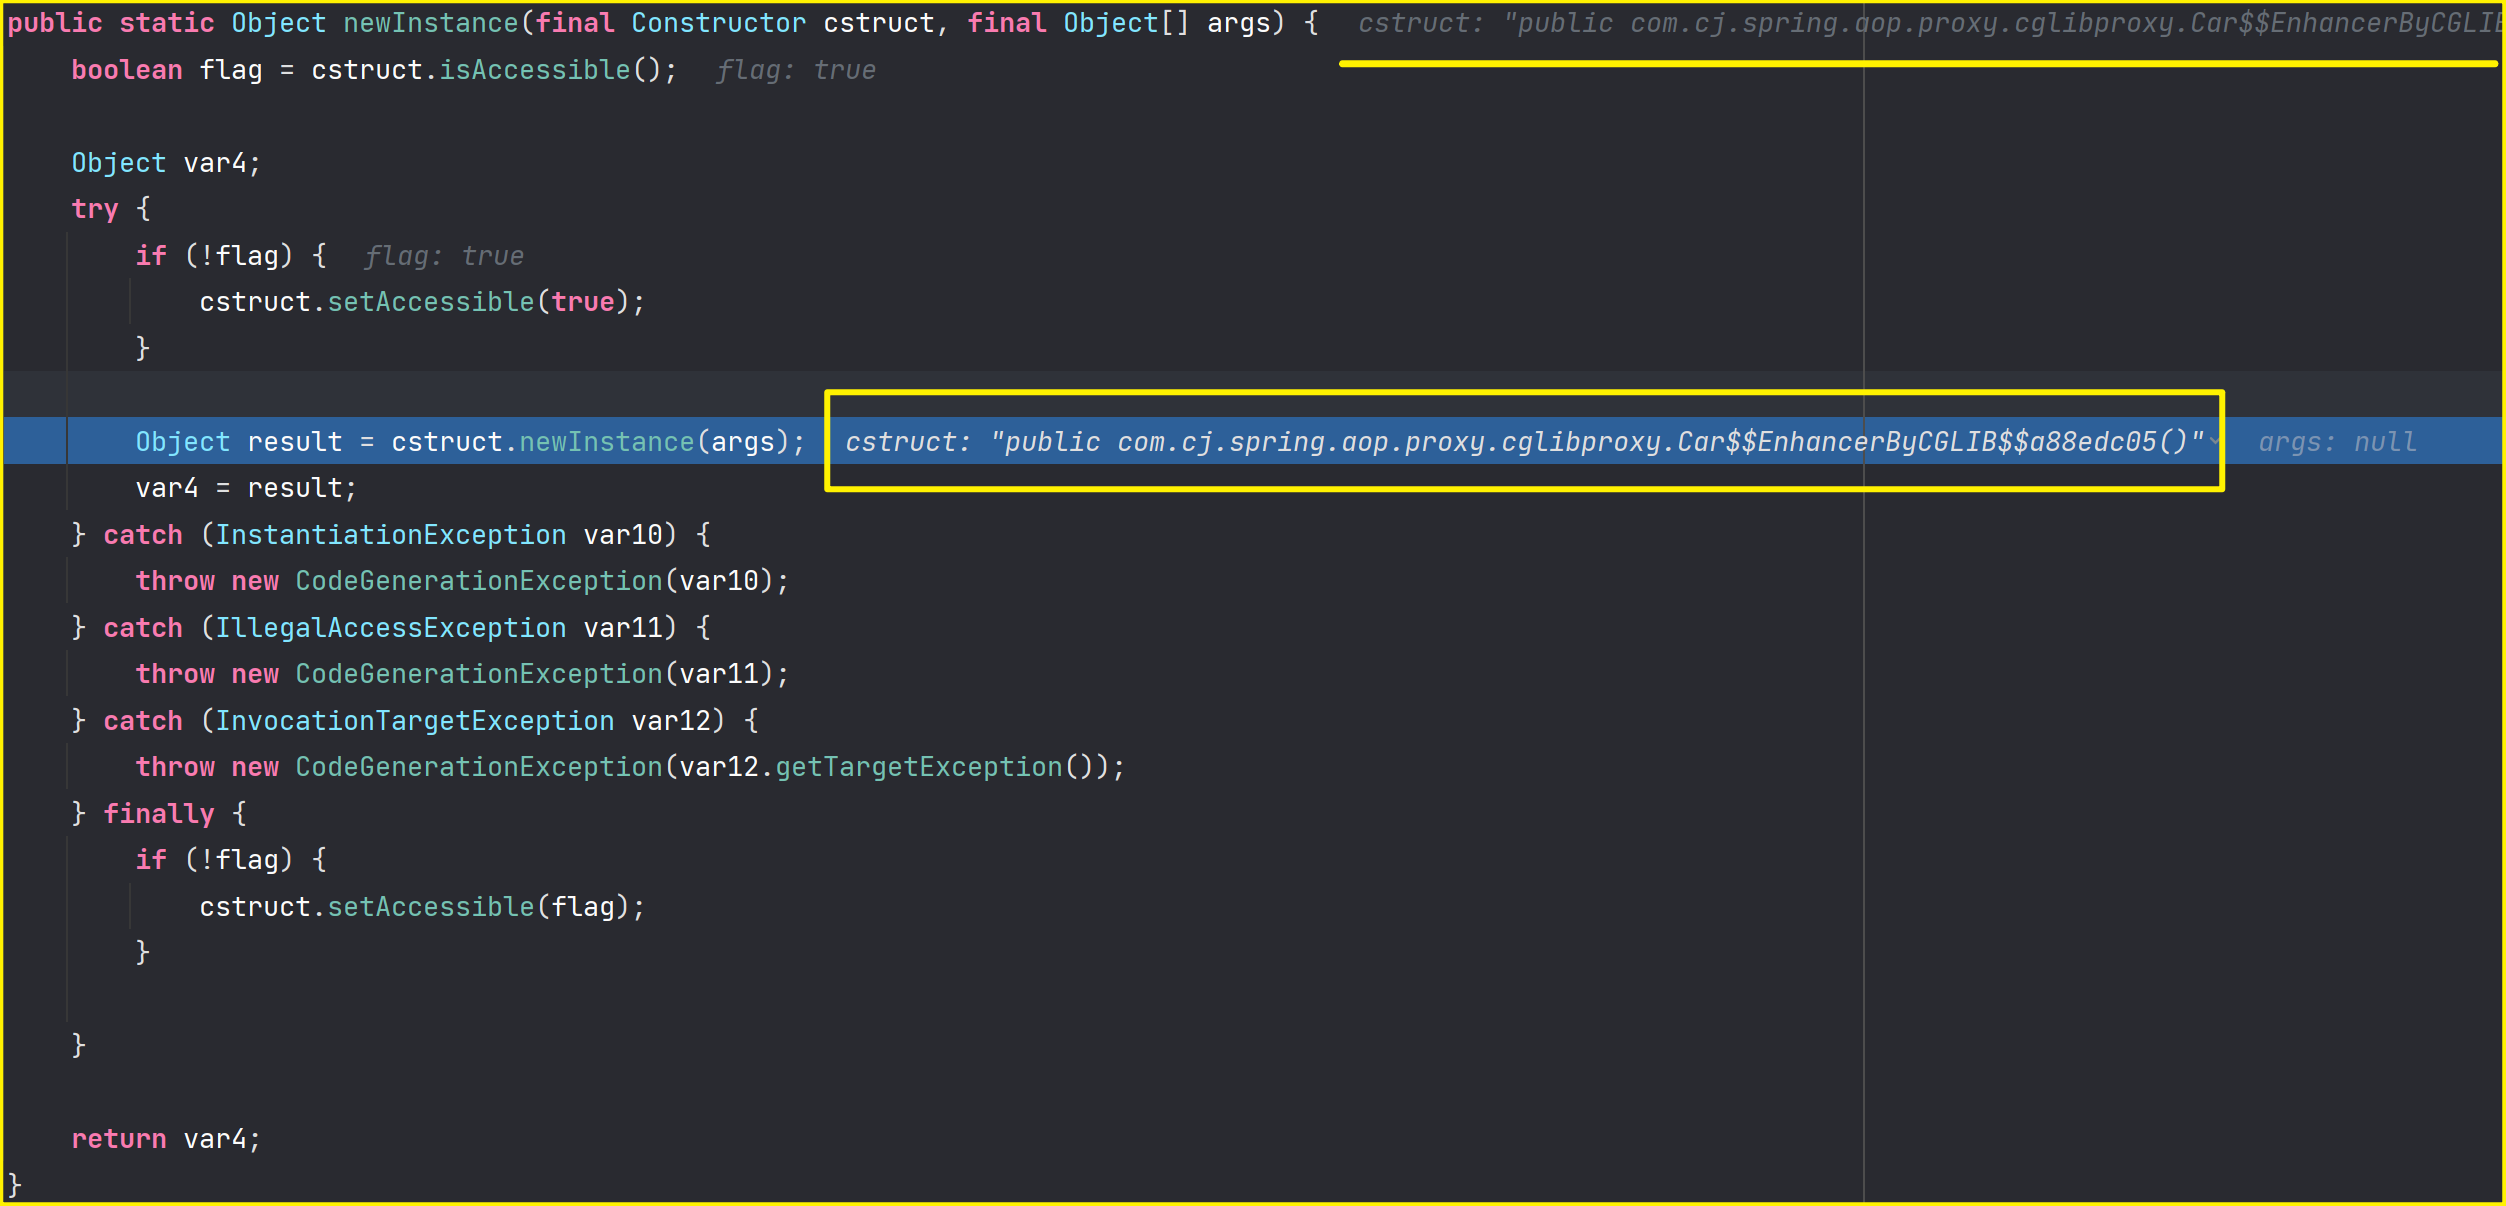 public static Object newInstance(final Constructor cstruct, final Object[] args) {  cstruct: "public com.cj.spring.aop.proxy.cglibproxy.Car$$EnhancerByCGLIB
boolean flag = cstruct.isAccessible();  flag: true
Object var4;
try {
if (!flag) {  flag: true
cstruct.setAccessible(true);
}
Object result = cstruct.newInstance(args);  cstruct: "public com.cj.spring.aop.proxy.cglibproxy.Car$$EnhancerByCGLIB$$a88edc05()"  args: null
var4 = result;
} catch (InstantiationException var10) {
throw new CodeGenerationException(var10);
} catch (IllegalAccessException var11) {
throw new CodeGenerationException(var11);
} catch (InvocationTargetException var12) {
throw new CodeGenerationException(var12.getTargetException());
} finally {
if (!flag) {
cstruct.setAccessible(flag);
}
}
return var4;
}